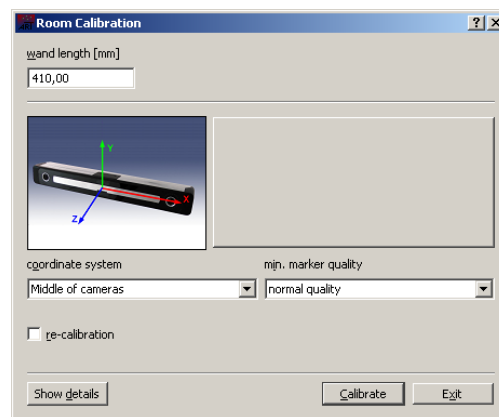 Room Calibration
wand length [mm]
410,00
Y
X
Z
coordinate system
min. marker quality
Middle of cameras
normal quality
re-calibration
Show details
Calibrate
Exit